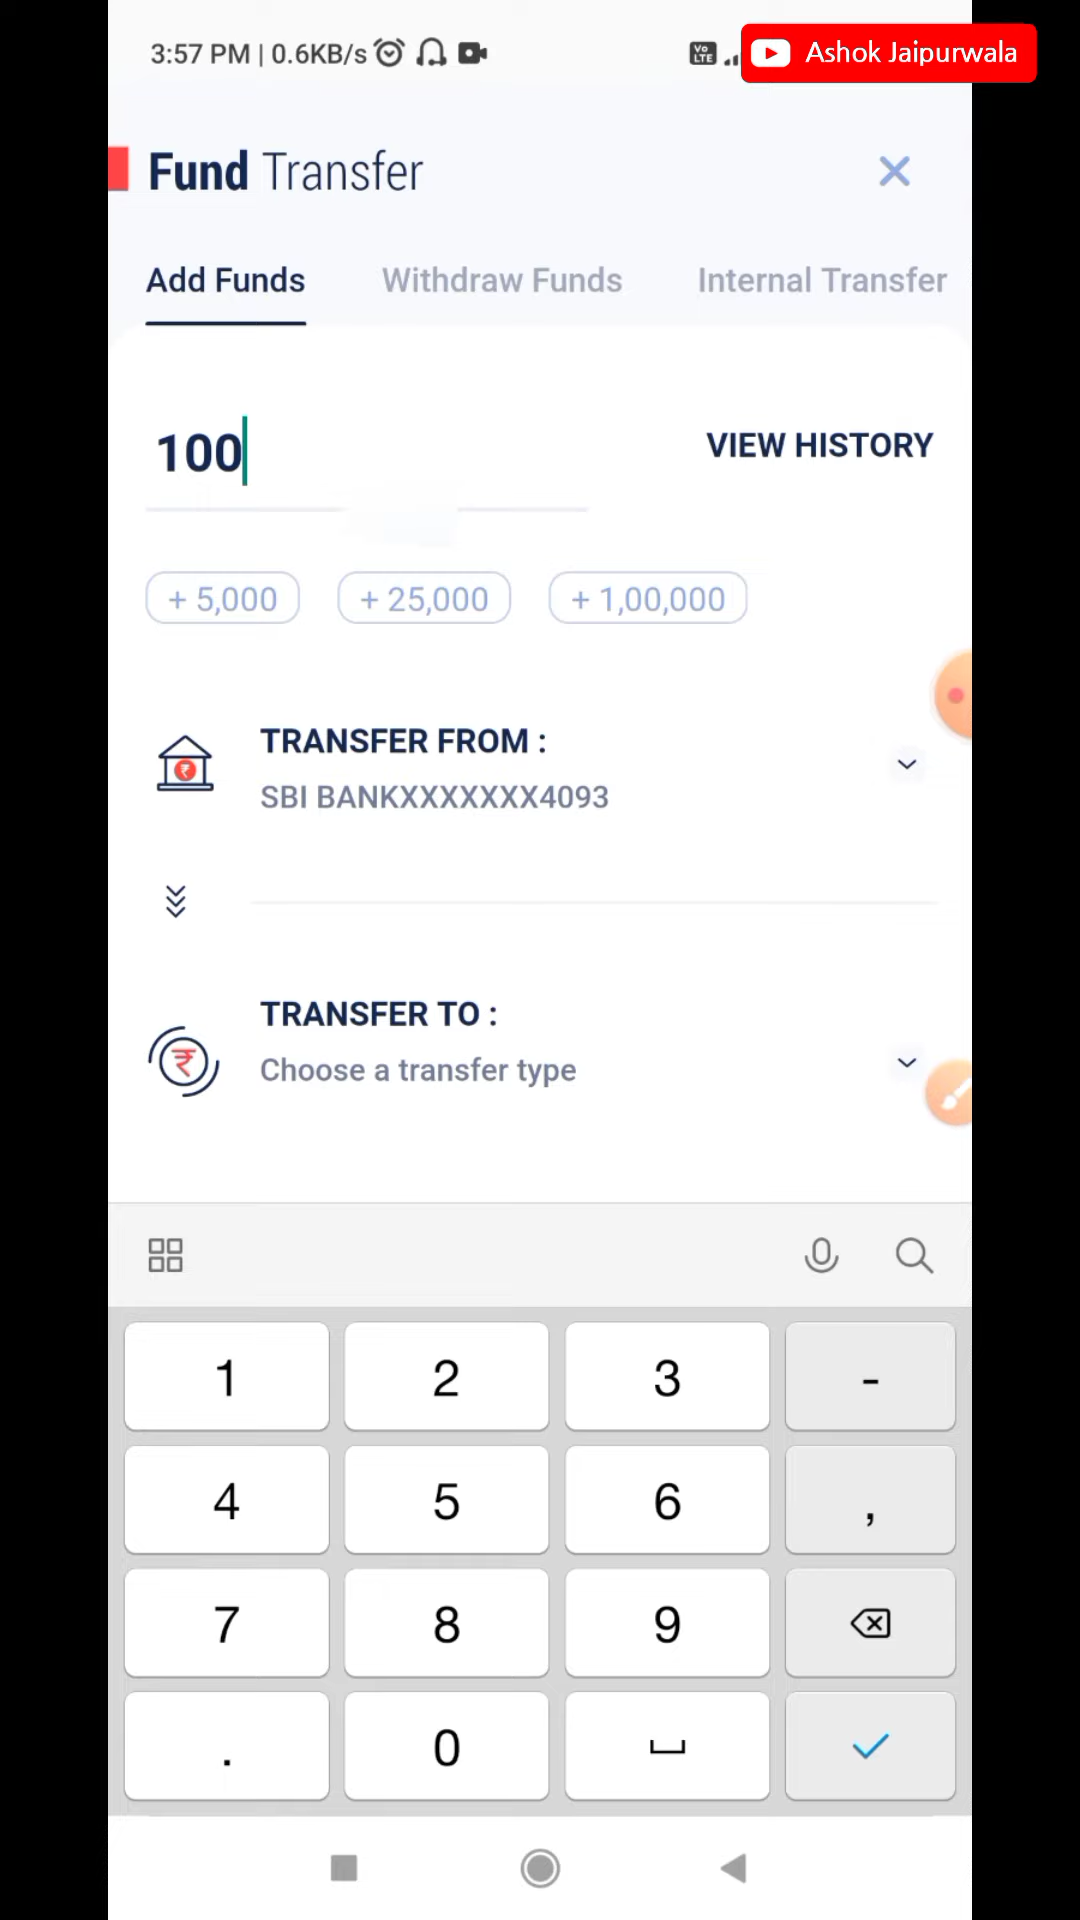 3:57 PM | 0.6KB/s
Vo LTE
Ashok Jaipurwala
Fund Transfer
Add Funds Withdraw Funds Internal Transfer
100 VIEW HISTORY
+ 5,000 + 25,000 + 1,00,000
TRANSFER FROM :
SBI BANKXXXXXXX4093
TRANSFER TO :
Choose a transfer type
1 2 3 -
4 5 6 ,
7 8 9
. 0